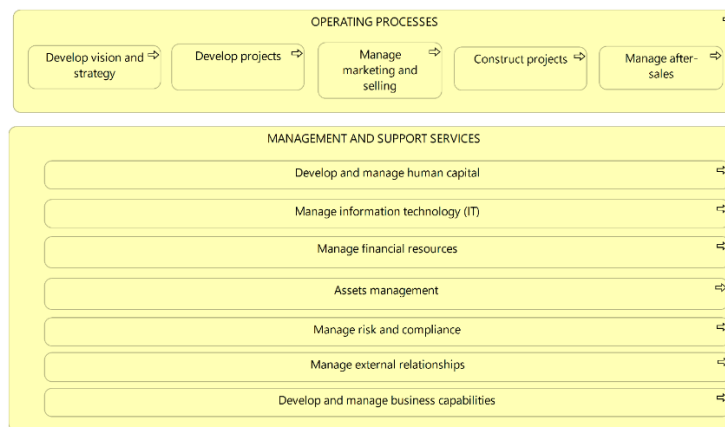 OPERATING PROCESSES
Develop vision and
strategy
Develop projects
Manage
marketing and
selling
Construct projects
Manage after-
sales
MANAGEMENT AND SUPPORT SERVICES
Develop and manage human capital
Manage information technology (IT)
Manage financial resources
Assets management
Manage risk and compliance
Manage external relationships
Develop and manage business capabilities